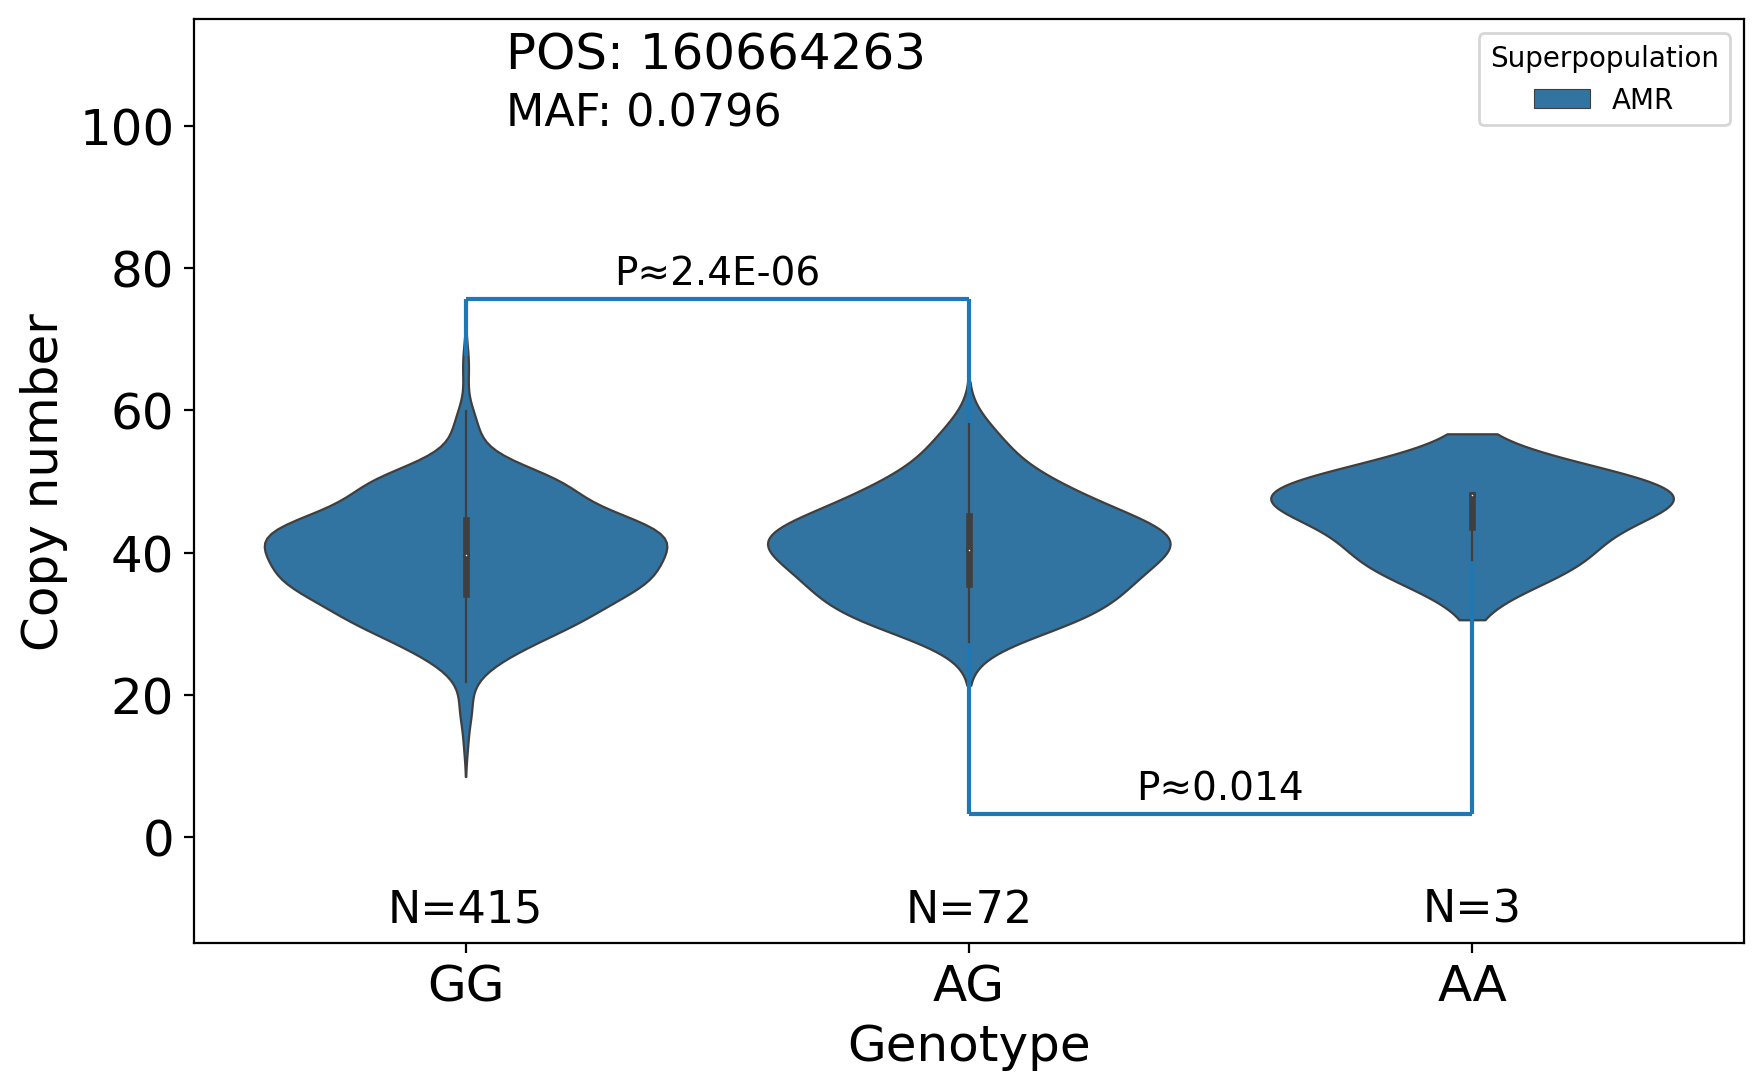 POS: 160664263
MAF: 0.0796
Superpopulation
AMR
100
80
60
40
20
0
Copy number
P≈2.4E-06
P≈0.014
N=415
N=72
N=3
GG
AG
AA
Genotype